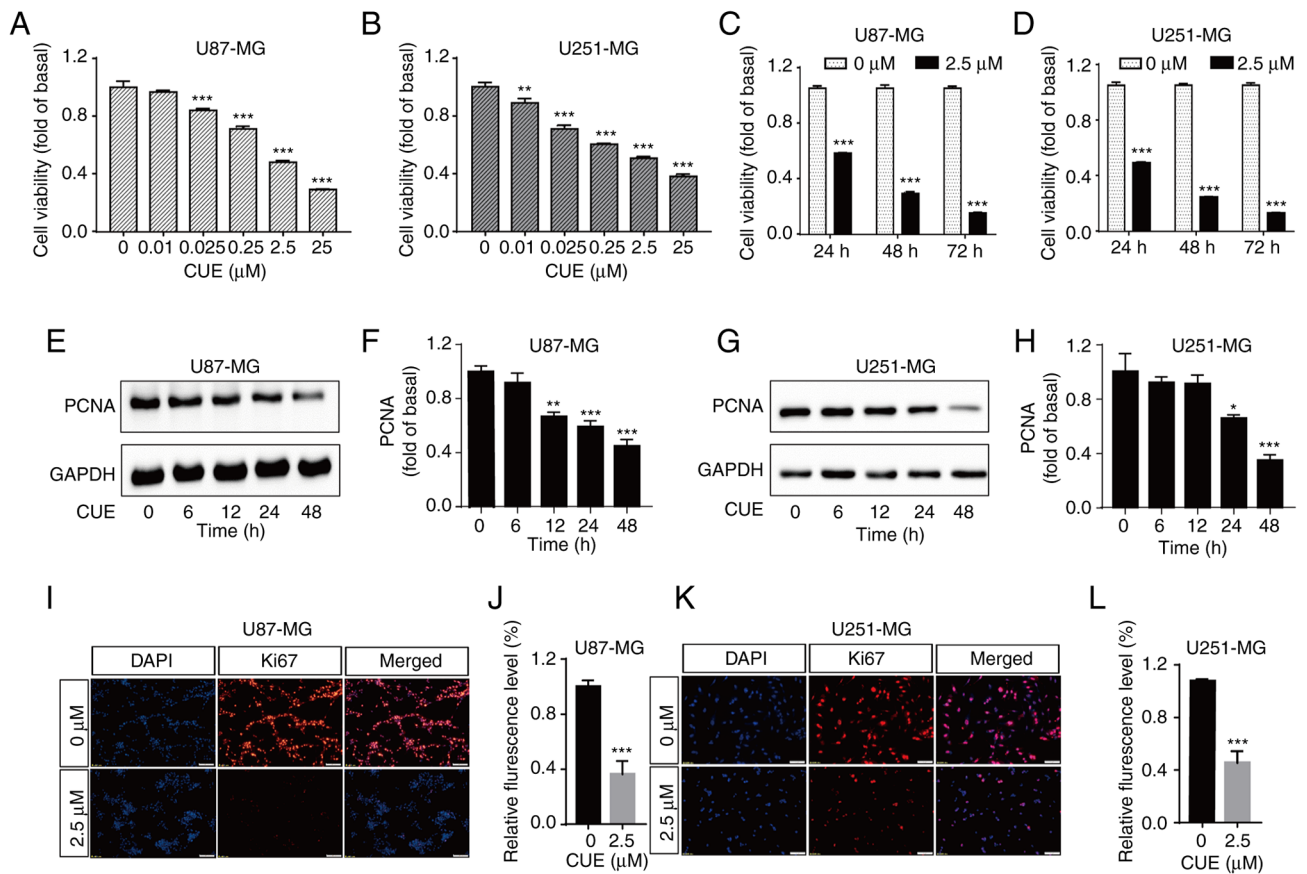 A
U87-MG
Cell viability (fold of basal)
1.2
0.8
0.4
0.0
***
***
***
***
0 0.01 0.025 0.25 2.5 25
CUE (μM)
B
U251-MG
Cell viability (fold of basal)
1.2
0.8
0.4
0.0
**
***
***
***
***
0 0.01 0.025 0.25 2.5 25
CUE (μM)
C
U87-MG
0 μM 2.5 μM
Cell viability (fold of basal)
1.2
0.8
0.4
0.0
***
***
***
24 h 48 h 72 h
D
U251-MG
0 μM 2.5 μM
Cell viability (fold of basal)
1.2
0.8
0.4
0.0
***
***
***
24 h 48 h 72 h
E
U87-MG
PCNA
GAPDH
CUE 0 6 12 24 48
Time (h)
F
U87-MG
PCNA
(fold of basal)
1.2
0.8
0.4
0.0
**
***
***
0 6 12 24 48
Time (h)
G
U251-MG
PCNA
GAPDH
CUE 0 6 12 24 48
Time (h)
H
U251-MG
PCNA
(fold of basal)
1.2
0.8
0.4
0.0
*
***
0 6 12 24 48
Time (h)
I
U87-MG
DAPI Ki67 Merged
0 μM
2.5 μM
J
U87-MG
Relative flurescence level (%)
1.2
0.8
0.4
0.0
***
0 2.5
CUE (μM)
K
U251-MG
DAPI Ki67 Merged
0 μM
2.5 μM
L
U251-MG
Relative flurescence level (%)
1.2
0.8
0.4
0.0
***
0 2.5
CUE (μM)